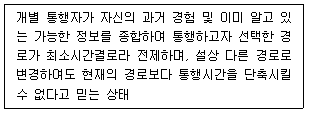 개별 통행자가 자신의 과거 경험 및 이미 알고 있
는 가능한 정보를 종합하여 통행하고자 선택한 경
로가 최소시간결로라 전제하며, 설상 다른 경로로
변경하여도 현재의 경로보다 통행시간을 단축시킬
수 없다고 믿는 상태